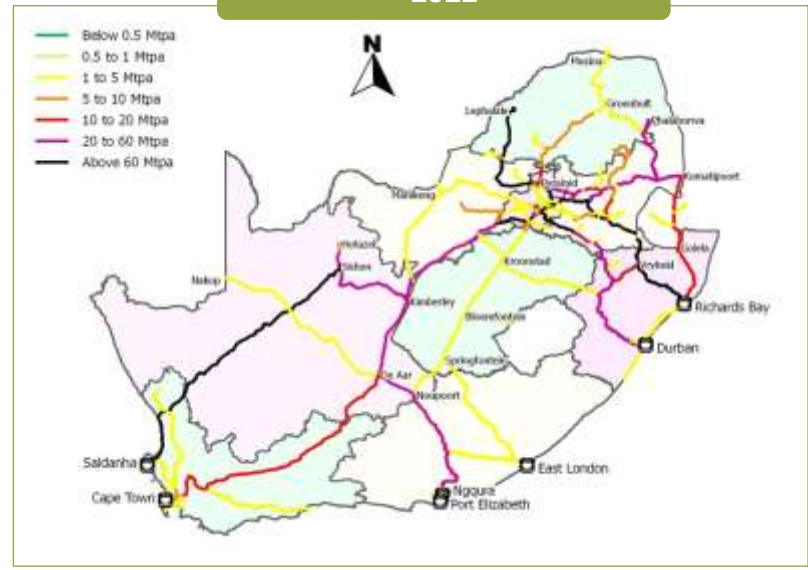 Below 0.5 Mtpa
0.5 to 1 Mtpa
1 to 5 Mtpa
5 to 10 Mtpa
10 to 20 Mtpa
20 to 60 Mtpa
Above 60 Mtpa
N
Musina
Lephalale
Groenbult
Phalaborwa
Pyramid
Komatipoort
Mafikeng
Golela
Hotazel
Sishen
Vryheid
Kroonstad
Nakop
Kimberley
Richards Bay
Bloemfontein
Durban
Springfontein
De Aar
Noupoort
Saldanha
East London
Cape Town
Ngqura
Port Elizabeth